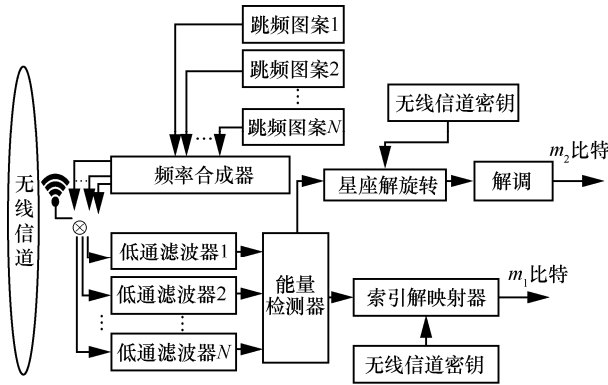 跳频图案1
跳频图案2
⋮
跳频图案N
无线信道密钥
频率合成器
星座解旋转
解调
m₂比特
无线信道
低通滤波器1
低通滤波器2
低通滤波器N
能量
检测器
索引解映射器
m₁比特
无线信道密钥